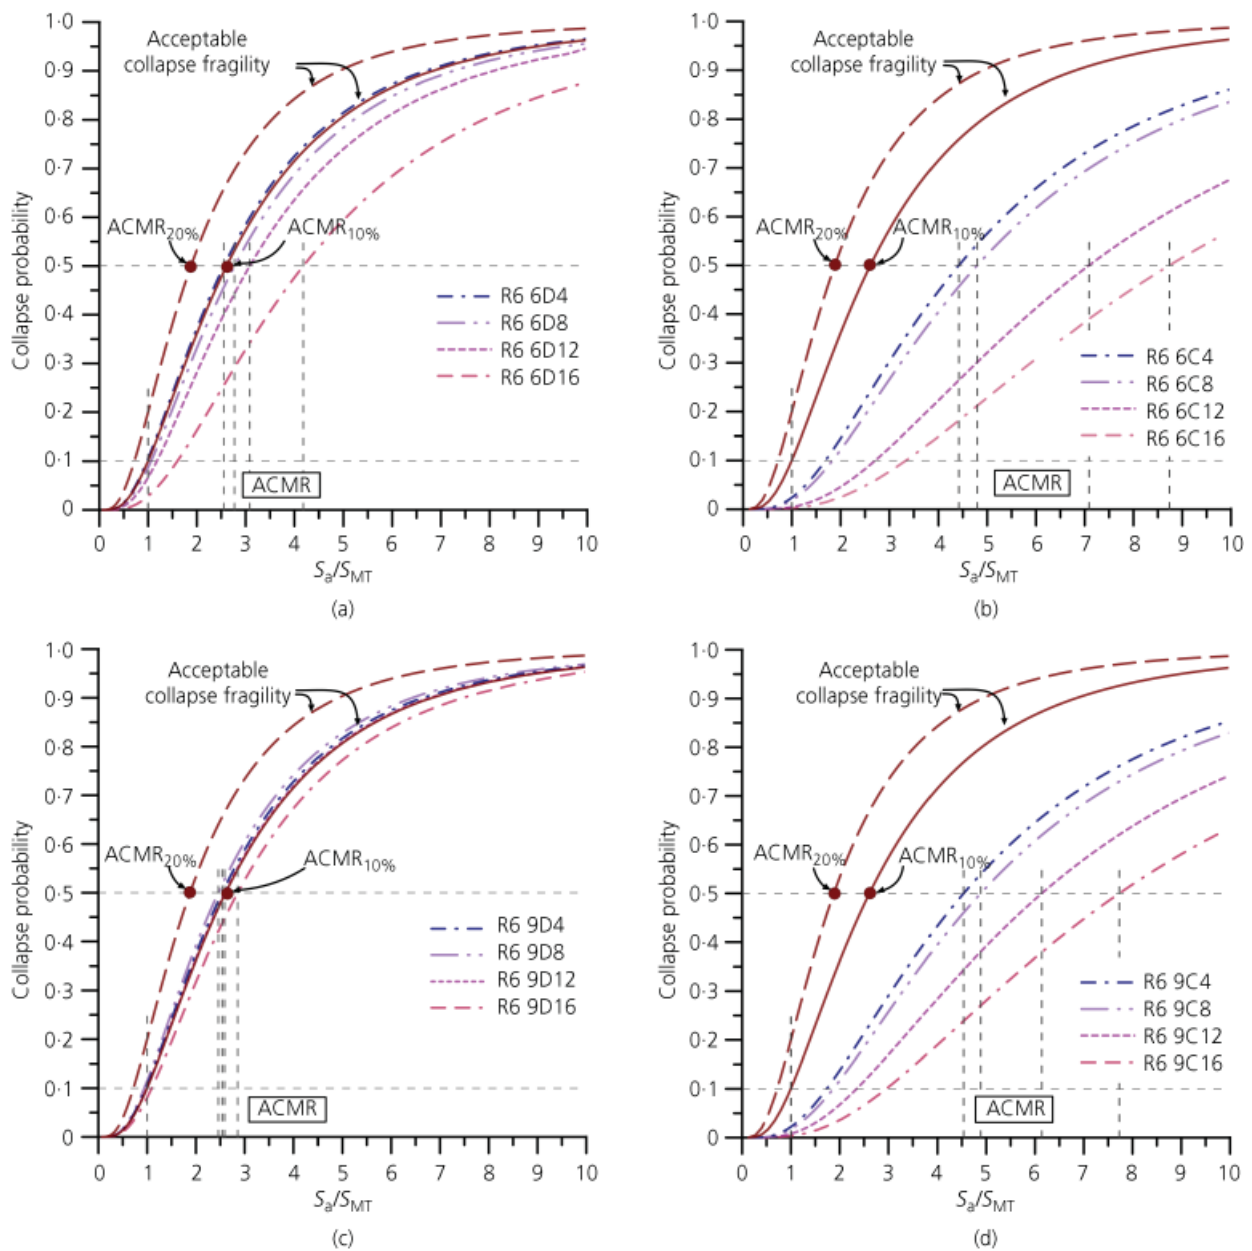 1·0
0·9
0·8
0·7
0·6
0·5
0·4
0·3
0·2
0·1
0
Collapse probability
Acceptable
collapse fragility
ACMR20%
ACMR10%
R6 6D4
R6 6D8
R6 6D12
R6 6D16
ACMR
0 1 2 3 4 5 6 7 8 9 10
Sa/SMT
(a)
1·0
0·9
0·8
0·7
0·6
0·5
0·4
0·3
0·2
0·1
0
Collapse probability
Acceptable
collapse fragility
ACMR20%
ACMR10%
R6 6C4
R6 6C8
R6 6C12
R6 6C16
ACMR
0 1 2 3 4 5 6 7 8 9 10
Sa/SMT
(b)
1·0
0·9
0·8
0·7
0·6
0·5
0·4
0·3
0·2
0·1
0
Collapse probability
Acceptable
collapse fragility
ACMR20%
ACMR10%
R6 9D4
R6 9D8
R6 9D12
R6 9D16
ACMR
0 1 2 3 4 5 6 7 8 9 10
Sa/SMT
(c)
1·0
0·9
0·8
0·7
0·6
0·5
0·4
0·3
0·2
0·1
0
Collapse probability
Acceptable
collapse fragility
ACMR20%
ACMR10%
R6 9C4
R6 9C8
R6 9C12
R6 9C16
ACMR
0 1 2 3 4 5 6 7 8 9 10
Sa/SMT
(d)